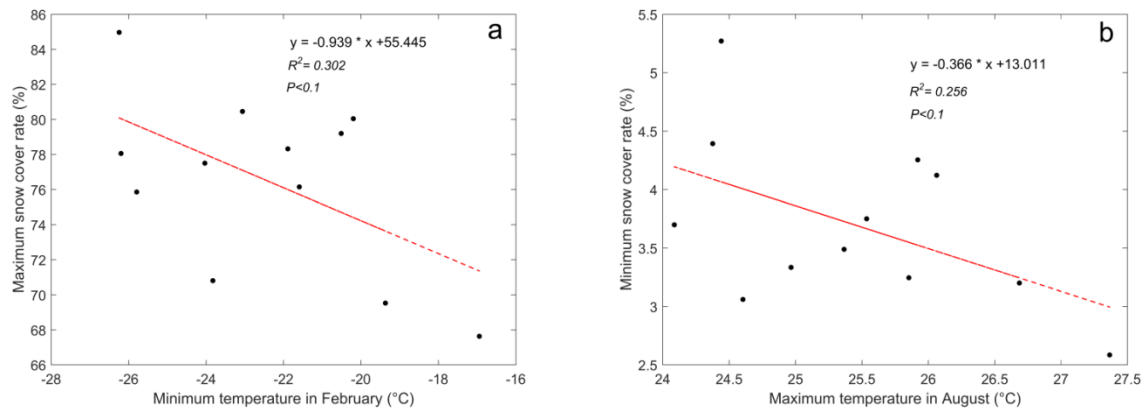 a
y = -0.939 * x +55.445
R²= 0.302
P<0.1
86
84
82
80
78
76
74
72
70
68
66
Maximum snow cover rate (%)
-28
-26
-24
-22
-20
-18
-16
Minimum temperature in February (°C)
b
y = -0.366 * x +13.011
R²= 0.256
P<0.1
5.5
5
4.5
4
3.5
3
2.5
Minimum snow cover rate (%)
24
24.5
25
25.5
26
26.5
27
27.5
Maximum temperature in August (°C)